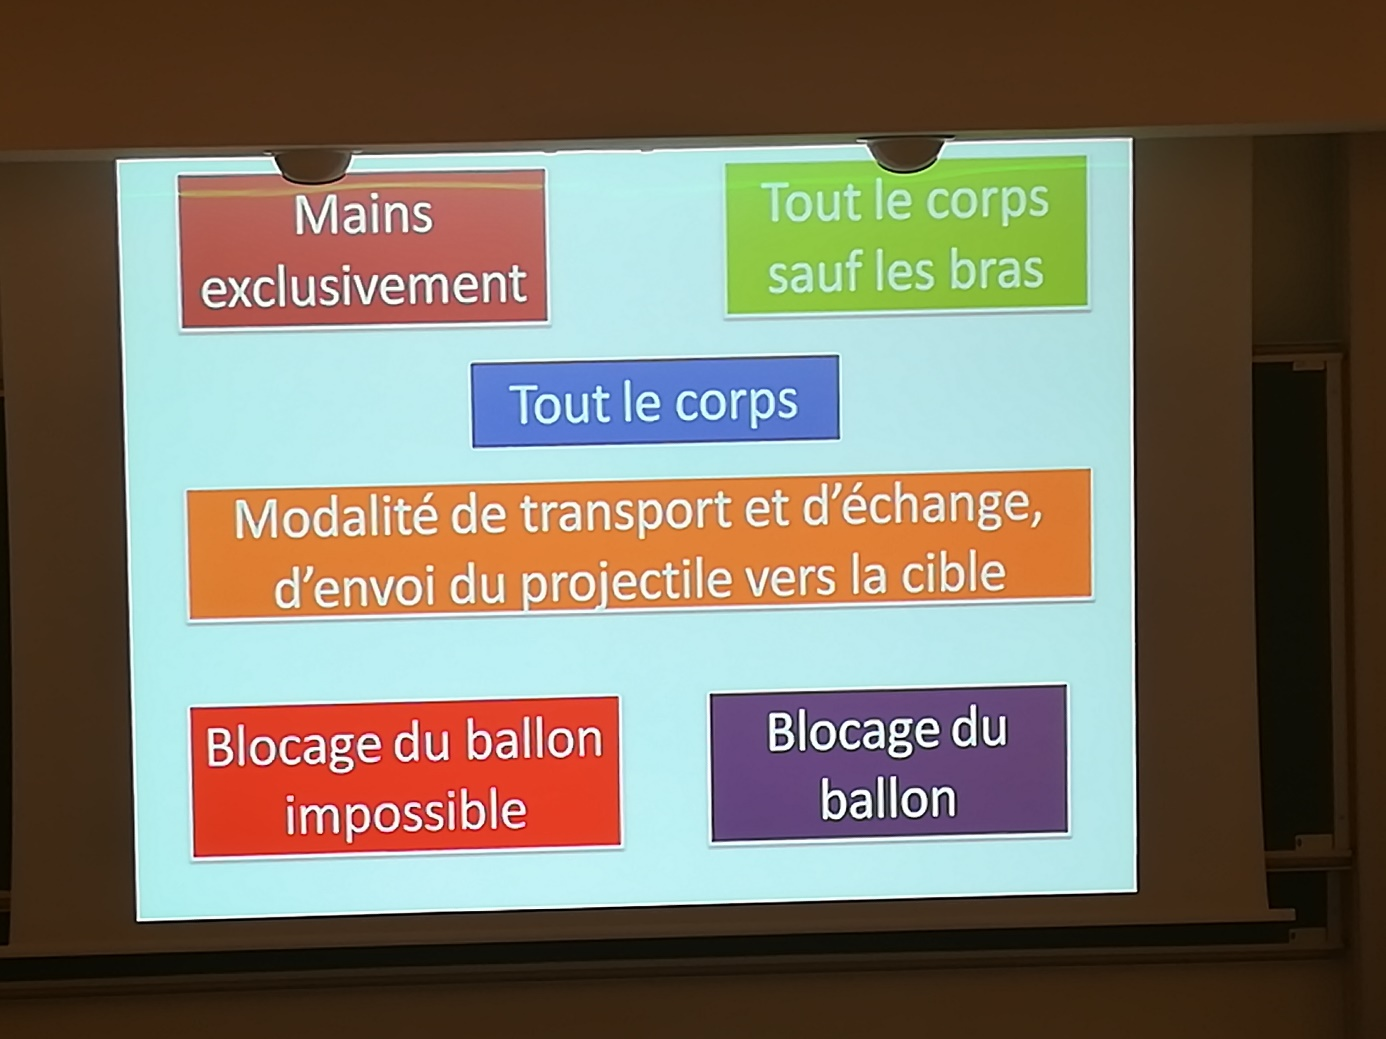 Mains
exclusivement
Tout le corps
sauf les bras
Tout le corps
Modalité de transport et d'échange,
d'envoi du projectile vers la cible
Blocage du ballon
impossible
Blocage du
ballon